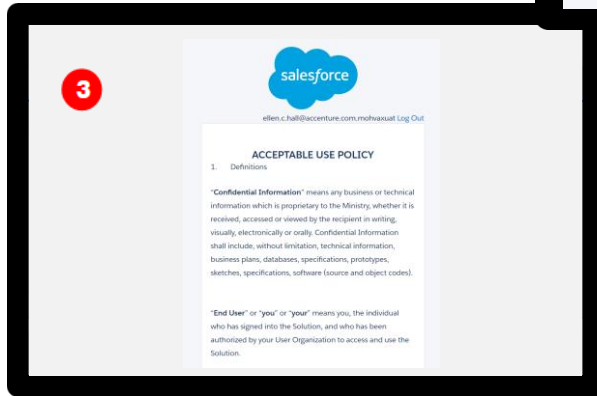 3
salesforce
ellen.c.hall@accenture.com.mohvaxuat Log Out
ACCEPTABLE USE POLICY
1. Definitions
"Confidential Information" means any business or technical
information which is proprietary to the Ministry, whether it is
received, accessed or viewed by the recipient in writing,
visually, electronically or orally. Confidential Information
shall include, without limitation, technical information,
business plans, databases, specifications, prototypes,
sketches, specifications, software (source and object codes).
"End User" or "you" or "your" means you, the individual
who has signed into the Solution, and who has been
authorized by your User Organization to access and use the
Solution.